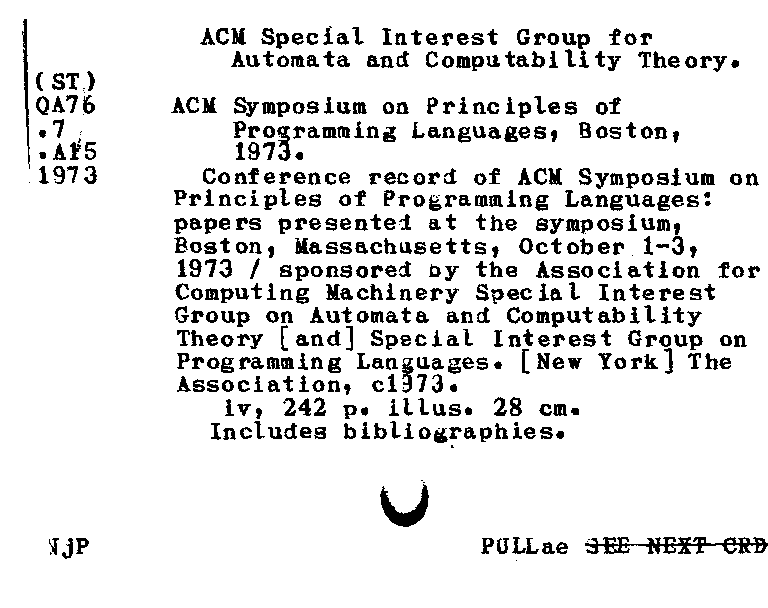 ACM Special Interest Group for
Automata and Computability Theory.
(ST)
QA76 ACM Symposium on Principles of
.7 Programming Languages, Boston,
.A15 1973.
1973 Conference record of ACM Symposium on
Principles of Programming Languages:
papers presented at the symposium,
Boston, Massachusetts, October 1-3,
1973 / sponsored by the Association for
Computing Machinery Special Interest
Group on Automata and Computability
Theory [and] Special Interest Group on
Programming Languages. [New York] The
Association, c1973.
iv, 242 p. illus. 28 cm.
Includes bibliographies.
NjP PULLae SEE NEXT CRD